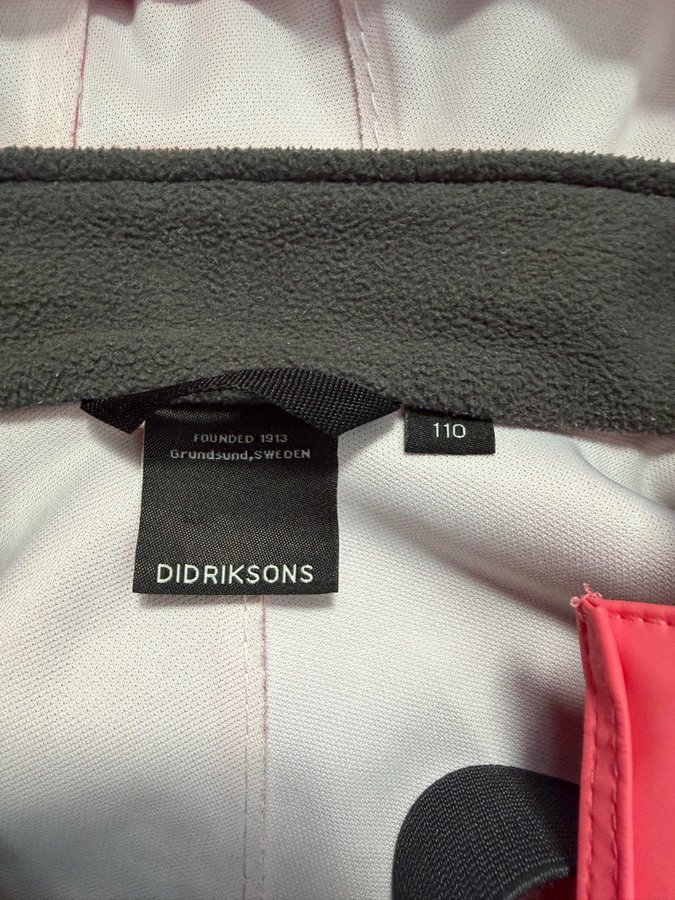 FOUNDED 1913
Grundsund,SWEDEN
110
DIDRIKSONS